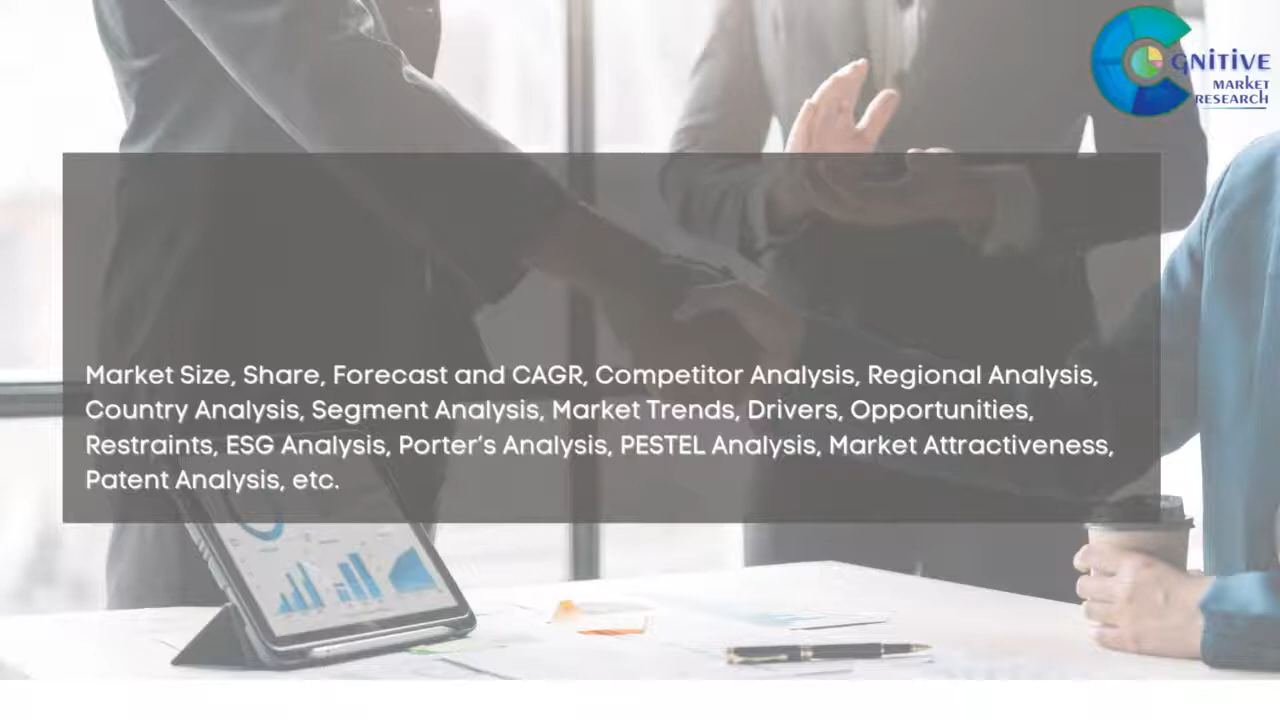 GNITIVE
MARKET
RESEARCH
Market Size, Share, Forecast and CAGR, Competitor Analysis, Regional Analysis,
Country Analysis, Segment Analysis, Market Trends, Drivers, Opportunities,
Restraints, ESG Analysis, Porter's Analysis, PESTEL Analysis, Market Attractiveness,
Patent Analysis, etc.